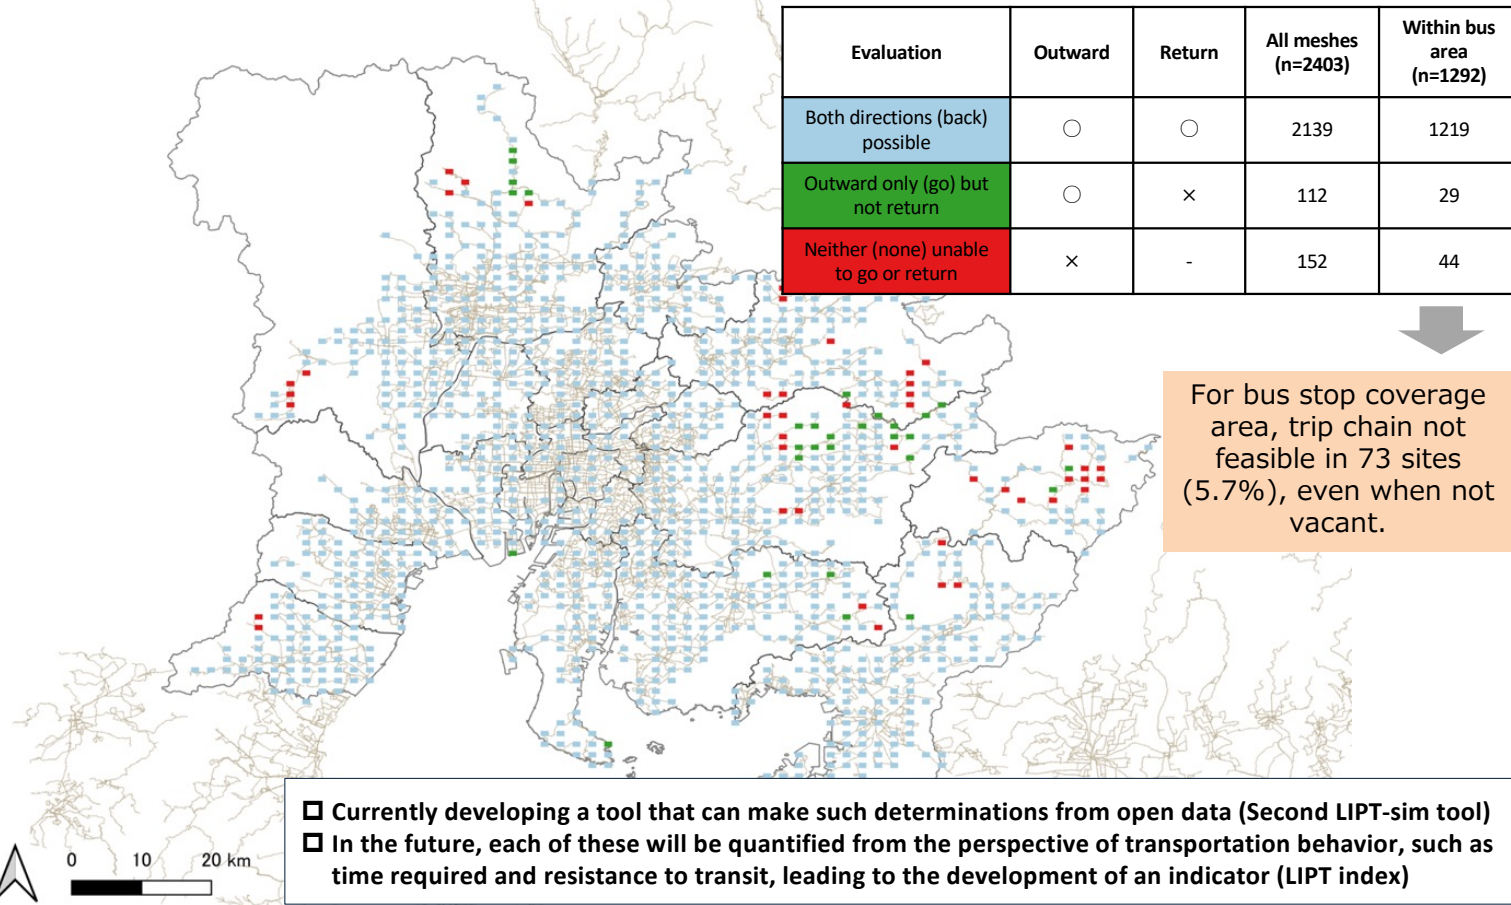 Evaluation Outward Return All meshes (n=2403) Within bus area (n=1292)
Both directions (back) possible ○ ○ 2139 1219
Outward only (go) but not return ○ × 112 29
Neither (none) unable to go or return × - 152 44
For bus stop coverage
area, trip chain not
feasible in 73 sites
(5.7%), even when not
vacant.
Currently developing a tool that can make such determinations from open data (Second LIPT-sim tool)
In the future, each of these will be quantified from the perspective of transportation behavior, such as
time required and resistance to transit, leading to the development of an indicator (LIPT index)
0 10 20 km